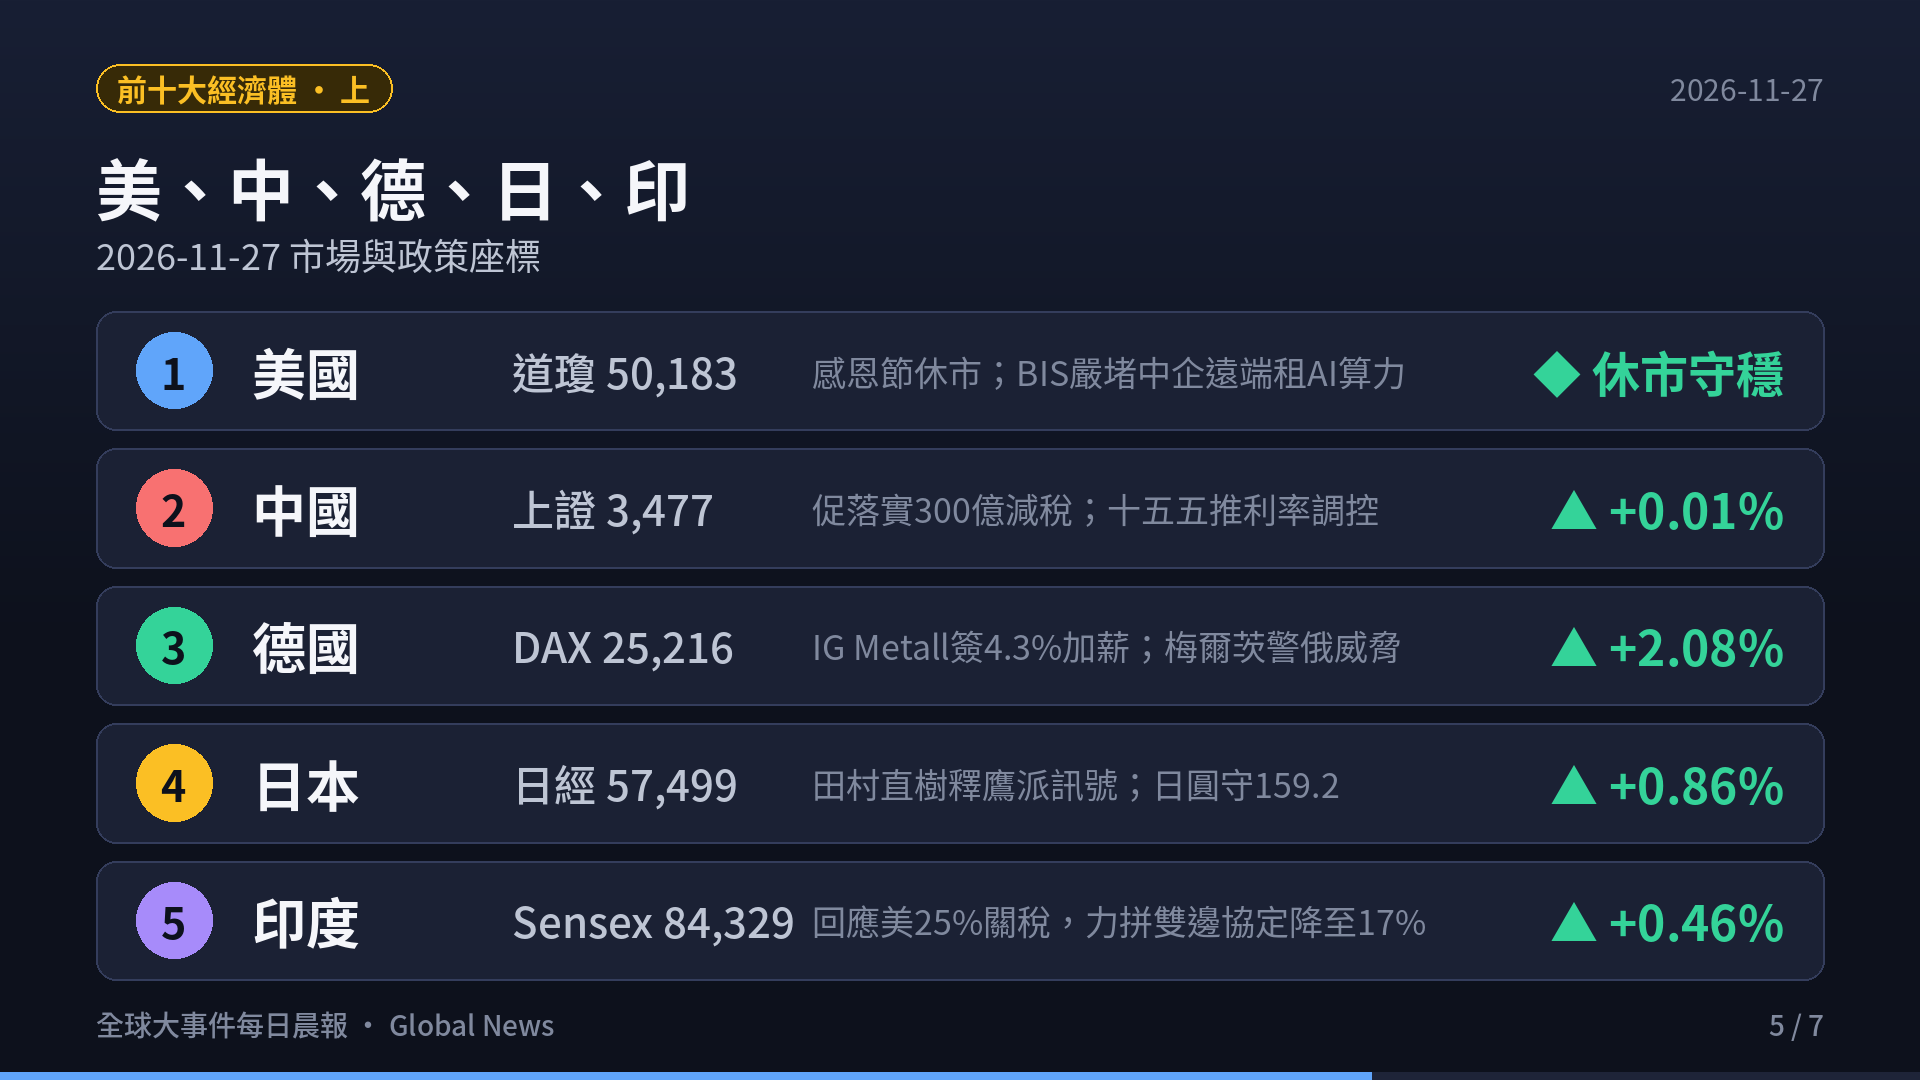 前十大經濟體 · 上
2026-11-27
美、中、德、日、印
2026-11-27 市場與政策座標
1 美國 道瓊 50,183 感恩節休市；BIS嚴堵中企遠端租AI算力 ◆ 休市守穩
2 中國 上證 3,477 促落實300億減稅；十五五推利率調控 ▲ +0.01%
3 德國 DAX 25,216 IG Metall簽4.3%加薪；梅爾茨警俄威脅 ▲ +2.08%
4 日本 日經 57,499 田村直樹釋鷹派訊號；日圓守159.2 ▲ +0.86%
5 印度 Sensex 84,329 回應美25%關稅，力拼雙邊協定降至17% ▲ +0.46%
全球大事件每日晨報 · Global News
5 / 7